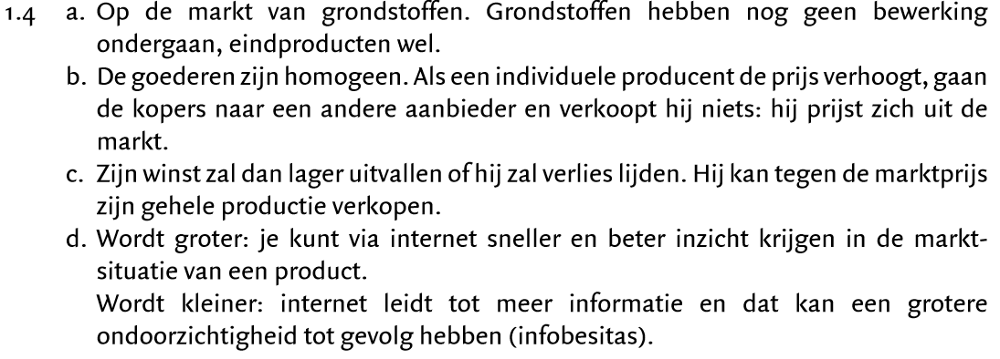 1.4 a. Op de markt van grondstoffen. Grondstoffen hebben nog geen bewerking
ondergaan, eindproducten wel.
b. De goederen zijn homogeen. Als een individuele producent de prijs verhoogt, gaan
de kopers naar een andere aanbieder en verkoopt hij niets: hij prijst zich uit de
markt.
c. Zijn winst zal dan lager uitvallen of hij zal verlies lijden. Hij kan tegen de marktprijs
zijn gehele productie verkopen.
d. Wordt groter: je kunt via internet sneller en beter inzicht krijgen in de markt-
situatie van een product.
Wordt kleiner: internet leidt tot meer informatie en dat kan een grotere
ondoorzichtigheid tot gevolg hebben (infobesitas).